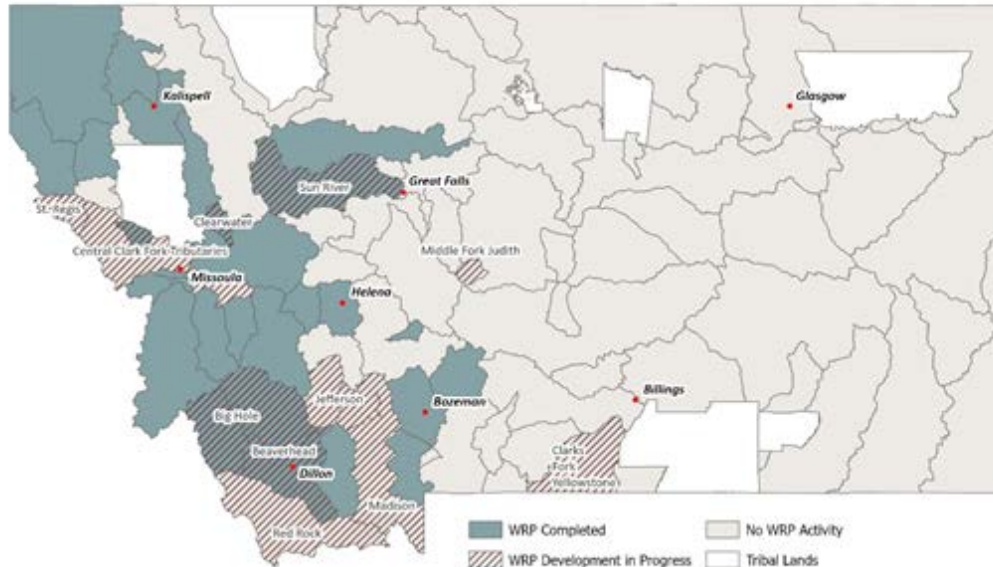 Kalispell
Glasgow
Sun River
Great Falls
St. Regis
Clearwater
Central Clark Fork Tributaries
Middle Fork Judith
Missoula
Helena
Jefferson
Billings
Big Hole
Bozeman
Beaverhead
Clarks
Fork
Yellowstone
Dillon
Madison
Red Rock
WRP Completed
No WRP Activity
WRP Development in Progress
Tribal Lands